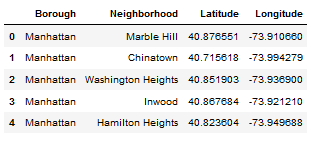 Borough Neighborhood Latitude Longitude
0 Manhattan Marble Hill 40.876551 -73.910660
1 Manhattan Chinatown 40.715618 -73.994279
2 Manhattan Washington Heights 40.851903 -73.936900
3 Manhattan Inwood 40.867684 -73.921210
4 Manhattan Hamilton Heights 40.823604 -73.949688